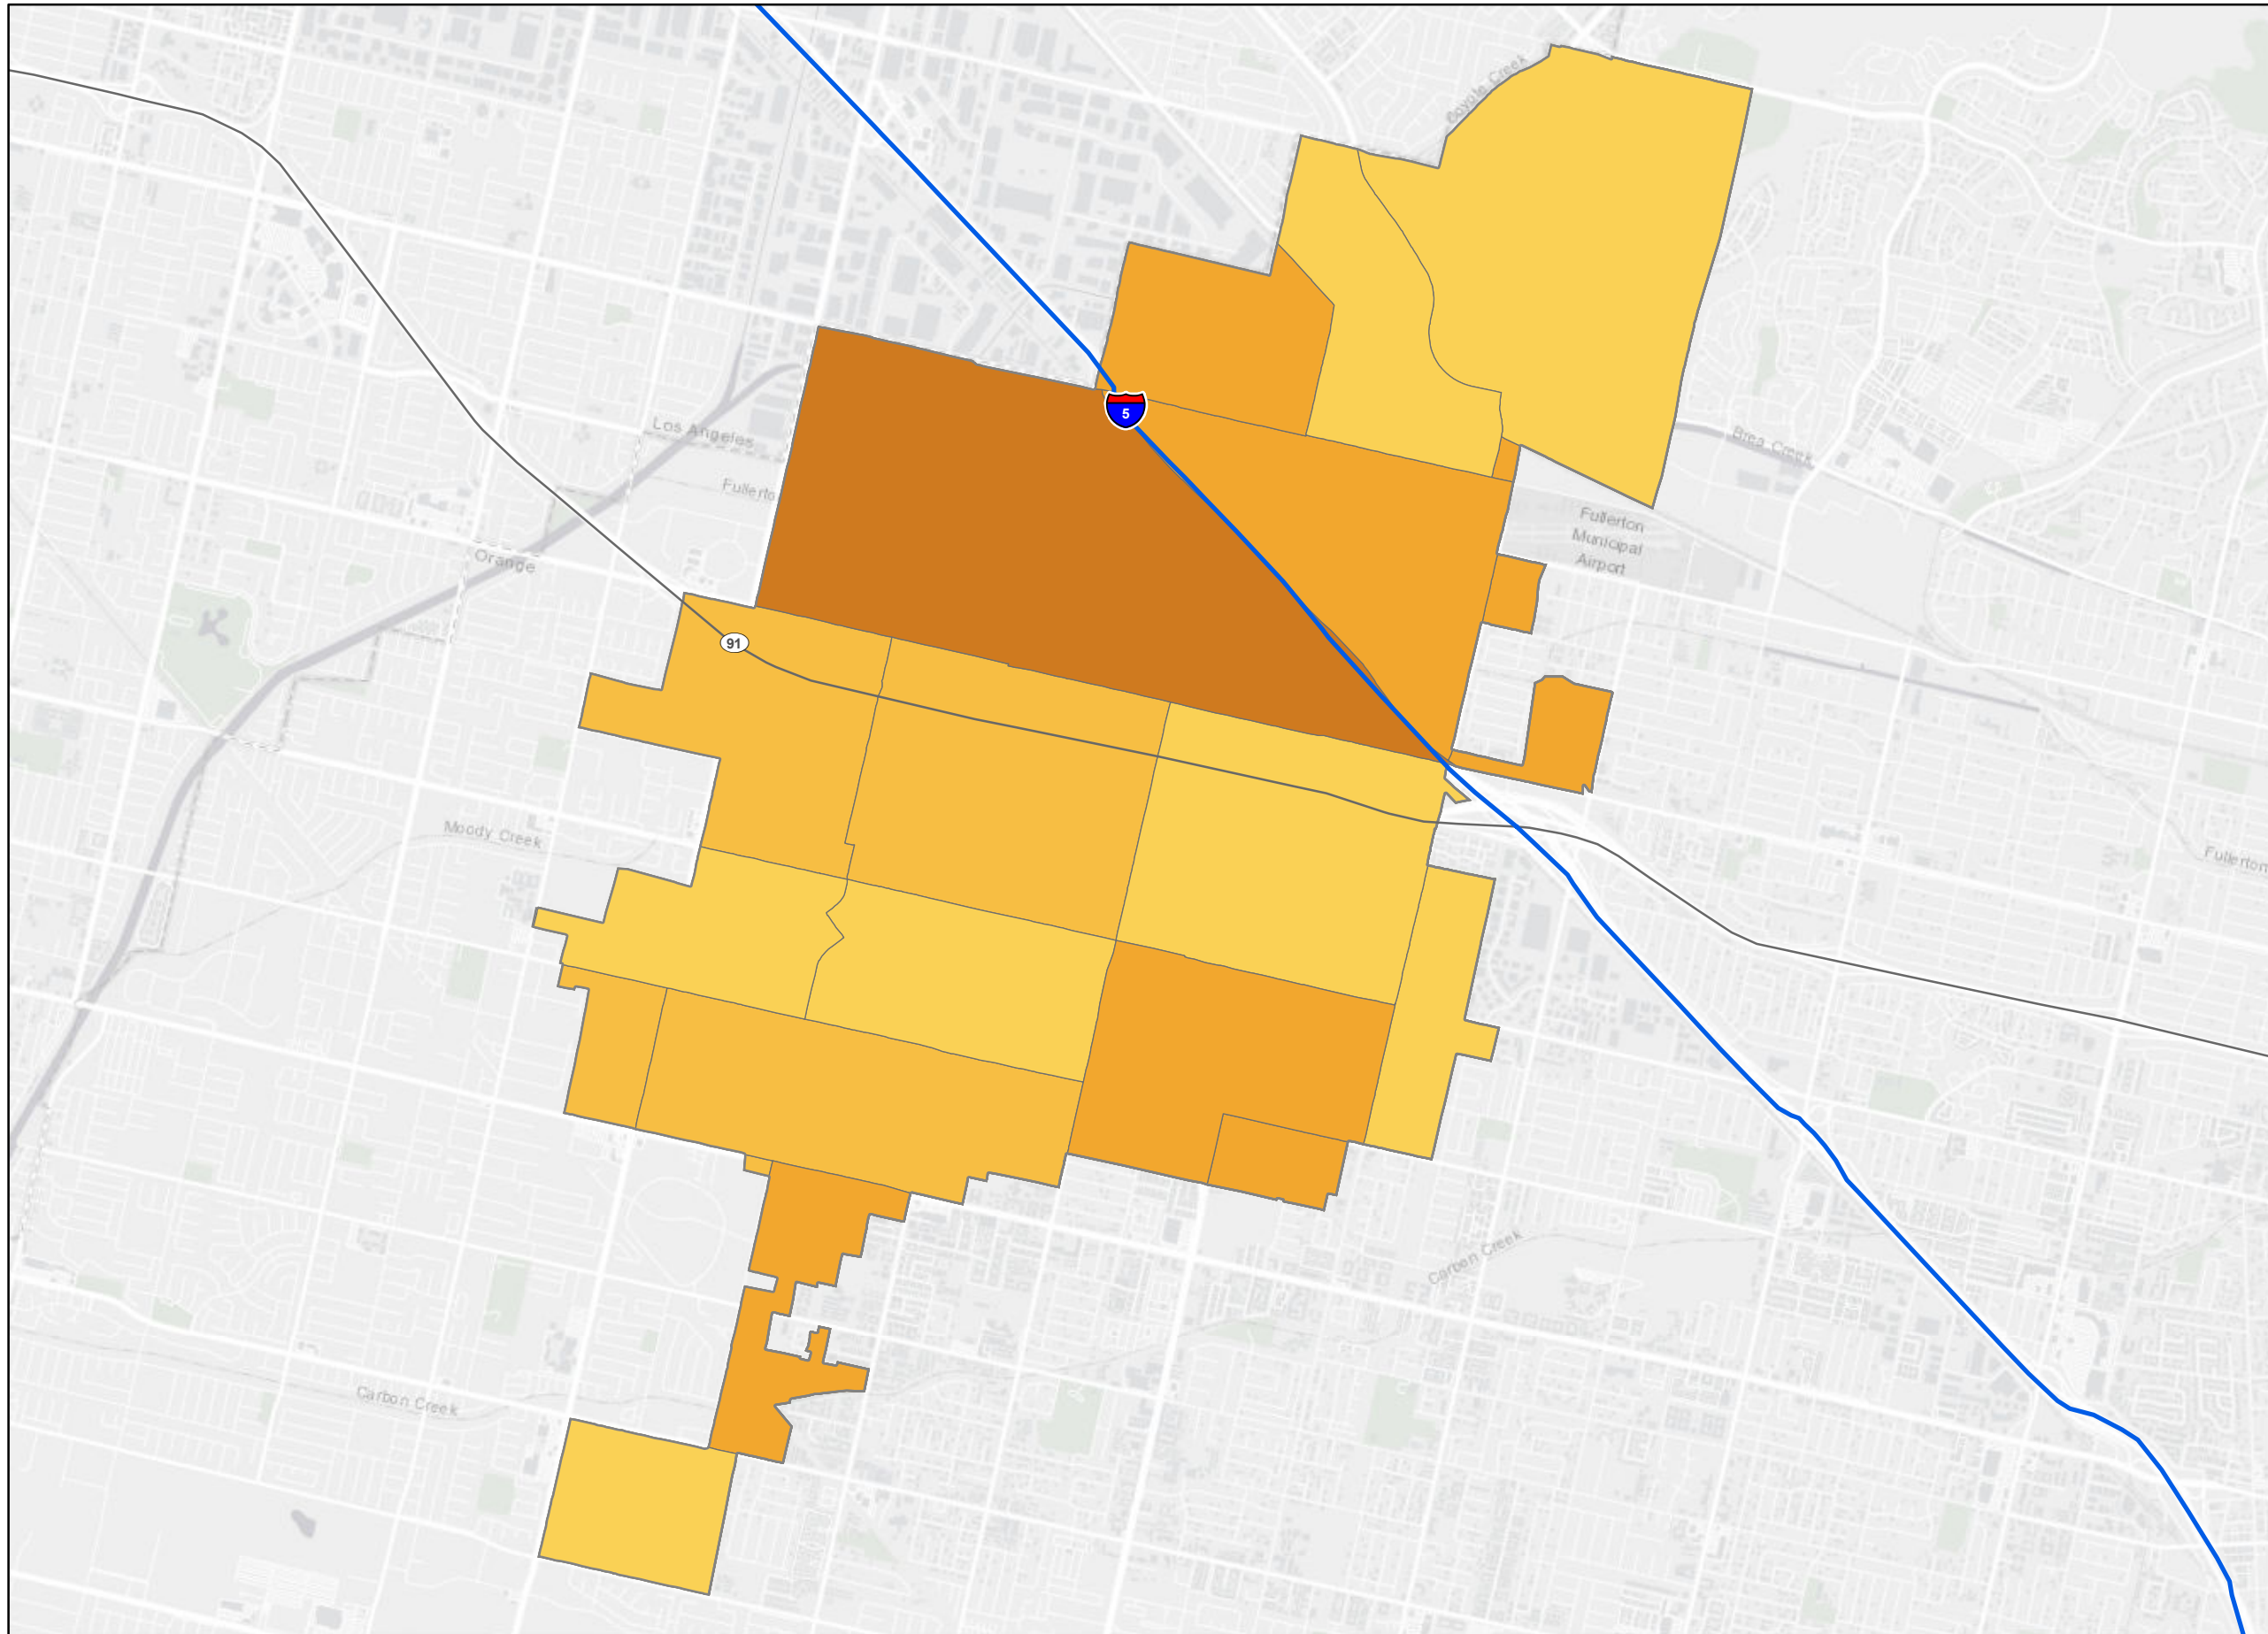 Coyote Creek
5
Los Angeles
Brea Creek
Fullerto
Fullerton
Municipal
Airport
Orange
91
Moody Creek
Fullerton
Carbon Creek
Carbon Creek